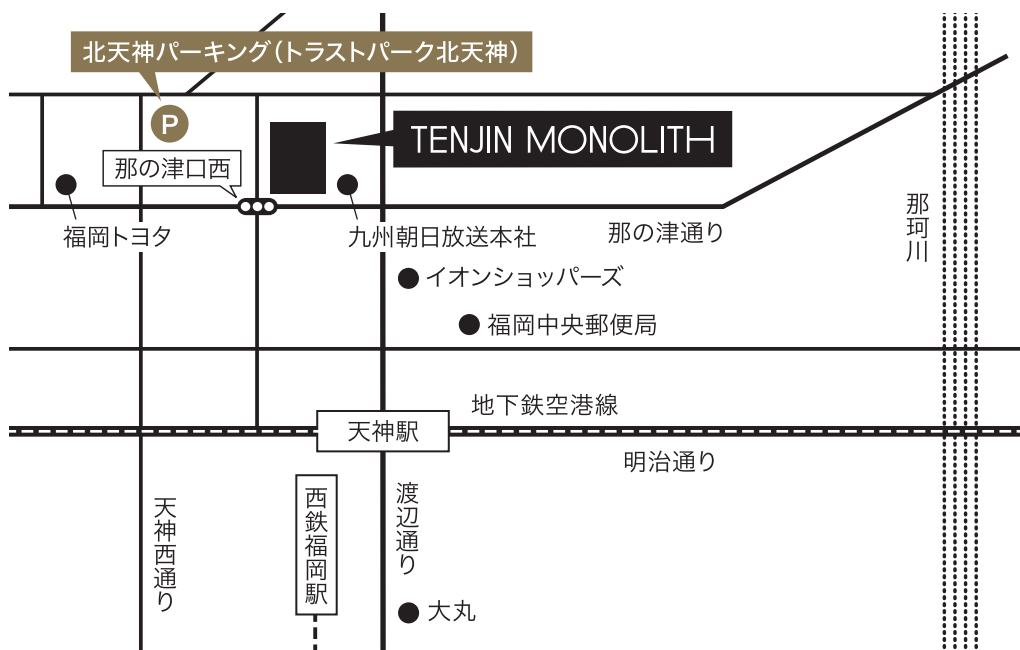 北天神パーキング（トラストパーク北天神）
P
TENJIN MONOLITH
那の津口西
福岡トヨタ
九州朝日放送本社
那の津通り
那珂川
イオンショッパーズ
福岡中央郵便局
地下鉄空港線
天神駅
明治通り
天神西通り
西鉄福岡駅
渡辺通り
大丸